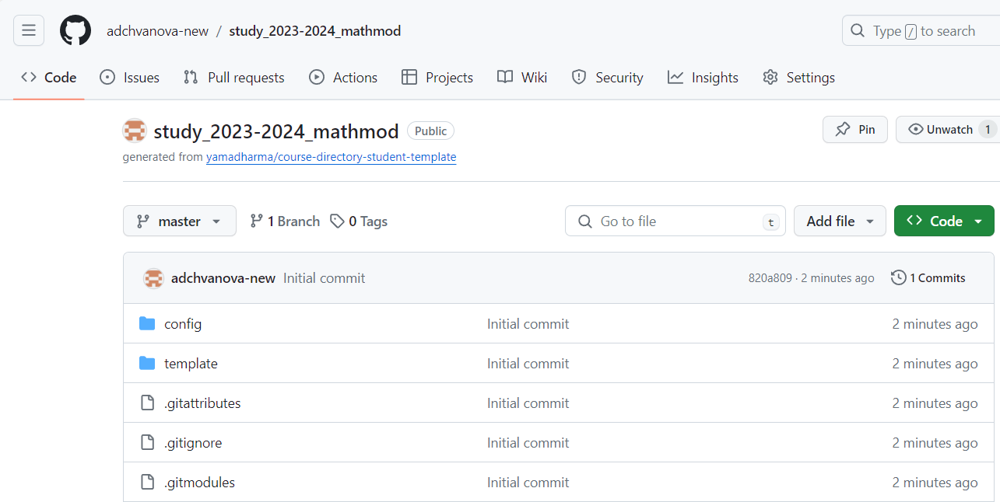 adchvanova-new / study_2023-2024_mathmod
Type / to search
Code Issues Pull requests Actions Projects Wiki Security Insights Settings
study_2023-2024_mathmod Public
Pin Unwatch 1
generated from yamadharma/course-directory-student-template
master 1 Branch 0 Tags Go to file t Add file Code
adchvanova-new Initial commit 820a809 · 2 minutes ago 1 Commits
config Initial commit 2 minutes ago
template Initial commit 2 minutes ago
.gitattributes Initial commit 2 minutes ago
.gitignore Initial commit 2 minutes ago
.gitmodules Initial commit 2 minutes ago